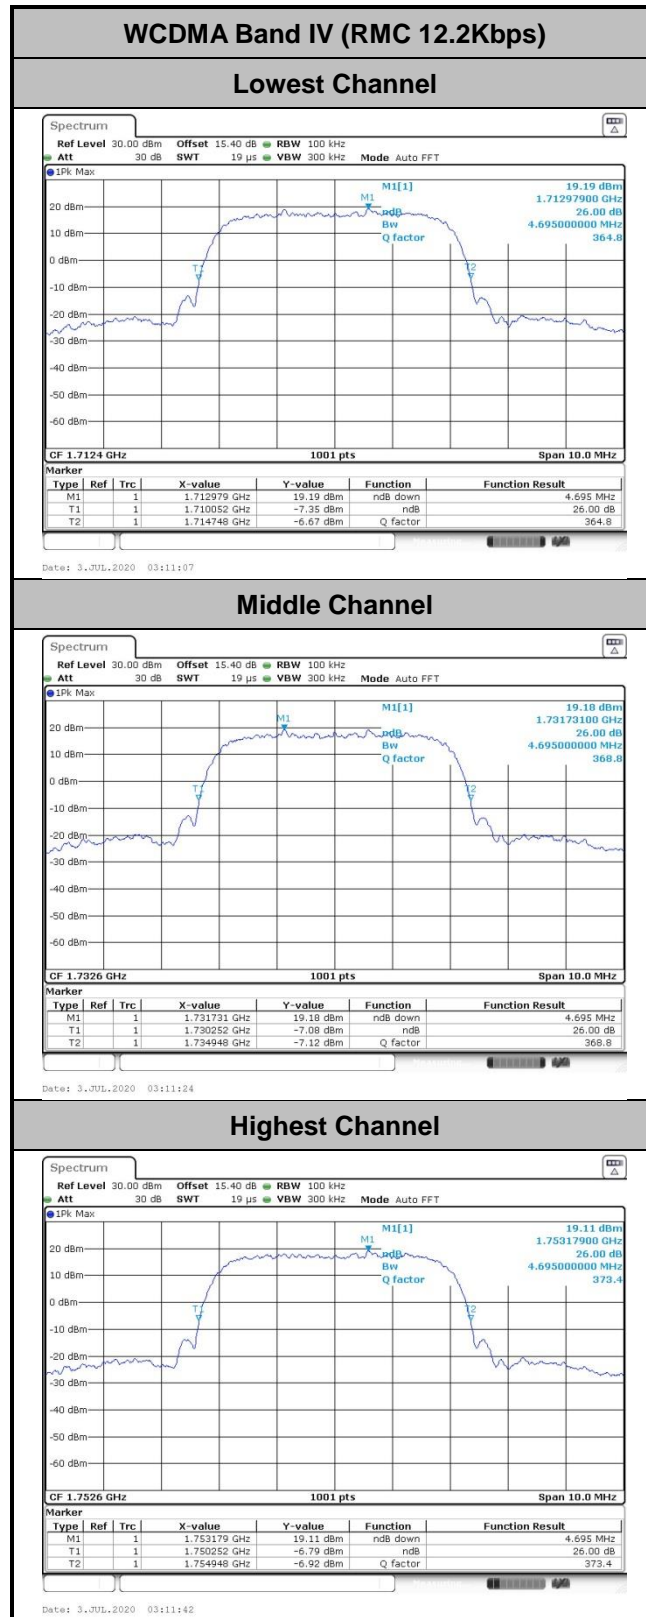 WCDMA Band IV (RMC 12.2Kbps)
Lowest Channel
Spectrum
Ref Level 30.00 dBm Offset 15.40 dB RBW 100 kHz
Att 30 dB SWT 19 µs VBW 300 kHz Mode Auto FFT
1Pk Max
M1[1] 19.19 dBm
M1 1.71297900 GHz
20 dBm
ndB 26.00 dB
Bw 4.695000000 MHz
10 dBm
Q factor 364.8
0 dBm
T1 T2
-10 dBm
-20 dBm
-30 dBm
-40 dBm
-50 dBm
-60 dBm
CF 1.7124 GHz 1001 pts Span 10.0 MHz
Marker
Type Ref Trc X-value Y-value Function Function Result
M1 1 1.712979 GHz 19.19 dBm ndB down 4.695 MHz
T1 1 1.710052 GHz -7.35 dBm ndB 26.00 dB
T2 1 1.714748 GHz -6.67 dBm Q factor 364.8
Date: 3.JUL.2020 03:11:07
Middle Channel
Spectrum
Ref Level 30.00 dBm Offset 15.40 dB RBW 100 kHz
Att 30 dB SWT 19 µs VBW 300 kHz Mode Auto FFT
1Pk Max
M1[1] 19.18 dBm
M1 1.73173100 GHz
20 dBm
ndB 26.00 dB
Bw 4.695000000 MHz
10 dBm
Q factor 368.8
0 dBm
T1 T2
-10 dBm
-20 dBm
-30 dBm
-40 dBm
-50 dBm
-60 dBm
CF 1.7326 GHz 1001 pts Span 10.0 MHz
Marker
Type Ref Trc X-value Y-value Function Function Result
M1 1 1.731731 GHz 19.18 dBm ndB down 4.695 MHz
T1 1 1.730252 GHz -7.08 dBm ndB 26.00 dB
T2 1 1.734948 GHz -7.12 dBm Q factor 368.8
Date: 3.JUL.2020 03:11:24
Highest Channel
Spectrum
Ref Level 30.00 dBm Offset 15.40 dB RBW 100 kHz
Att 30 dB SWT 19 µs VBW 300 kHz Mode Auto FFT
1Pk Max
M1[1] 19.11 dBm
M1 1.75317900 GHz
20 dBm
ndB 26.00 dB
Bw 4.695000000 MHz
10 dBm
Q factor 373.4
0 dBm
T1 T2
-10 dBm
-20 dBm
-30 dBm
-40 dBm
-50 dBm
-60 dBm
CF 1.7526 GHz 1001 pts Span 10.0 MHz
Marker
Type Ref Trc X-value Y-value Function Function Result
M1 1 1.753179 GHz 19.11 dBm ndB down 4.695 MHz
T1 1 1.750252 GHz -6.79 dBm ndB 26.00 dB
T2 1 1.754948 GHz -6.92 dBm Q factor 373.4
Date: 3.JUL.2020 03:11:42